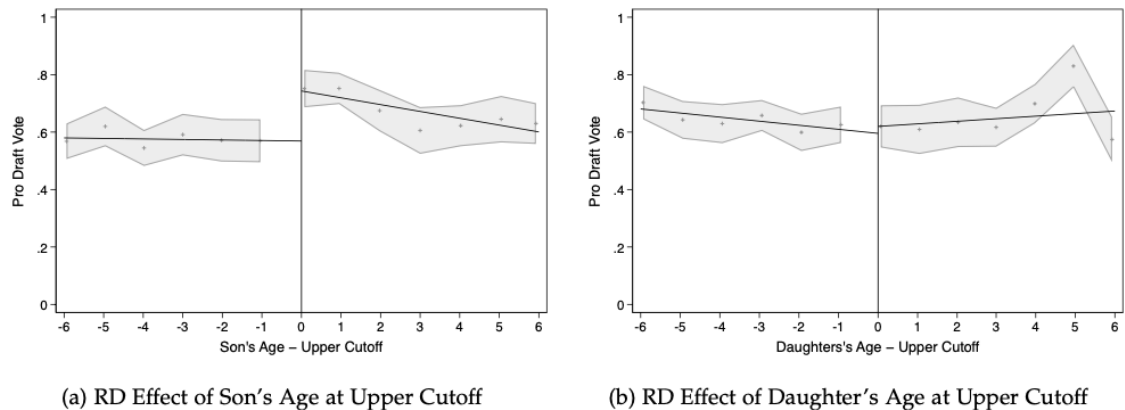 1
.8
.6
.4
.2
0
Pro Draft Vote
-6 -5 -4 -3 -2 -1 0 1 2 3 4 5 6
Son's Age – Upper Cutoff
(a) RD Effect of Son's Age at Upper Cutoff
1
.8
.6
.4
.2
0
Pro Draft Vote
-6 -5 -4 -3 -2 -1 0 1 2 3 4 5 6
Daughters's Age – Upper Cutoff
(b) RD Effect of Daughter's Age at Upper Cutoff